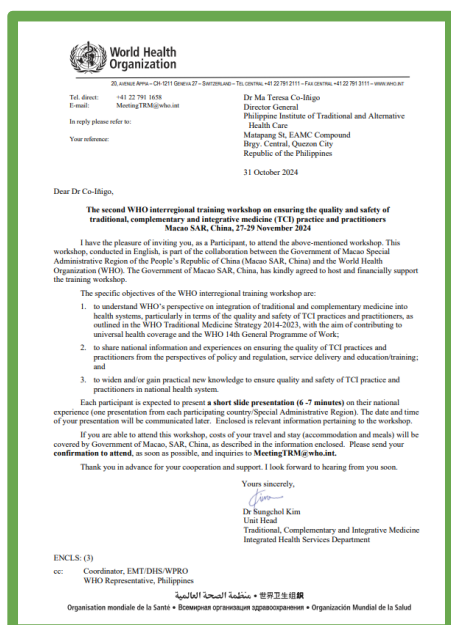 World Health
Organization
20, AVENUE APPIA – CH-1211 GENEVA 27 – SWITZERLAND – TEL CENTRAL +41 22 791 2111 – FAX CENTRAL +41 22 791 3111 – WWW.WHO.INT
Tel. direct: +41 22 791 1658
E-mail: MeetingTRM@who.int
In reply please refer to:
Your reference:
Dr Ma Teresa Co-Iñigo
Director General
Philippine Institute of Traditional and Alternative
Health Care
Matapang St, EAMC Compound
Brgy. Central, Quezon City
Republic of the Philippines
31 October 2024
Dear Dr Co-Iñigo,
The second WHO interregional training workshop on ensuring the quality and safety of
traditional, complementary and integrative medicine (TCI) practice and practitioners
Macao SAR, China, 27-29 November 2024
I have the pleasure of inviting you, as a Participant, to attend the above-mentioned workshop. This
workshop, conducted in English, is part of the collaboration between the Government of Macao Special
Administrative Region of the People's Republic of China (Macao SAR, China) and the World Health
Organization (WHO). The Government of Macao SAR, China, has kindly agreed to host and financially support
the training workshop.
The specific objectives of the WHO interregional training workshop are:
1. to understand WHO's perspective on integration of traditional and complementary medicine into
health systems, particularly in terms of the quality and safety of TCI practices and practitioners, as
outlined in the WHO Traditional Medicine Strategy 2014-2023, with the aim of contributing to
universal health coverage and the WHO 14th General Programme of Work;
2. to share national information and experiences on ensuring the quality and safety of TCI practices and
practitioners from the perspectives of policy and regulation, service delivery and education/training;
and
3. to widen and/or gain practical new knowledge to ensure quality and safety of TCI practice and
practitioners in national health system.
Each participant is expected to present a short slide presentation (6 -7 minutes) on their national
experience (one presentation from each participating country/Special Administrative Region). The date and time
of your presentation will be communicated later. Enclosed is relevant information pertaining to the workshop.
If you are able to attend this workshop, costs of your travel and stay (accommodation and meals) will be
covered by Government of Macao, SAR, China, as described in the information enclosed. Please send your
confirmation to attend, as soon as possible, and inquiries to MeetingTRM@who.int.
Thank you in advance for your cooperation and support. I look forward to hearing from you soon.
Yours sincerely,
Dr Sungchol Kim
Unit Head
Traditional, Complementary and Integrative Medicine
Integrated Health Services Department
ENCLS: (3)
cc: Coordinator, EMT/DHS/WPRO
WHO Representative, Philippines
منظمة الصحة العالمية • 世界卫生组织
Organisation mondiale de la Santé • Всемирная организация здравоохранения • Organización Mundial de la Salud